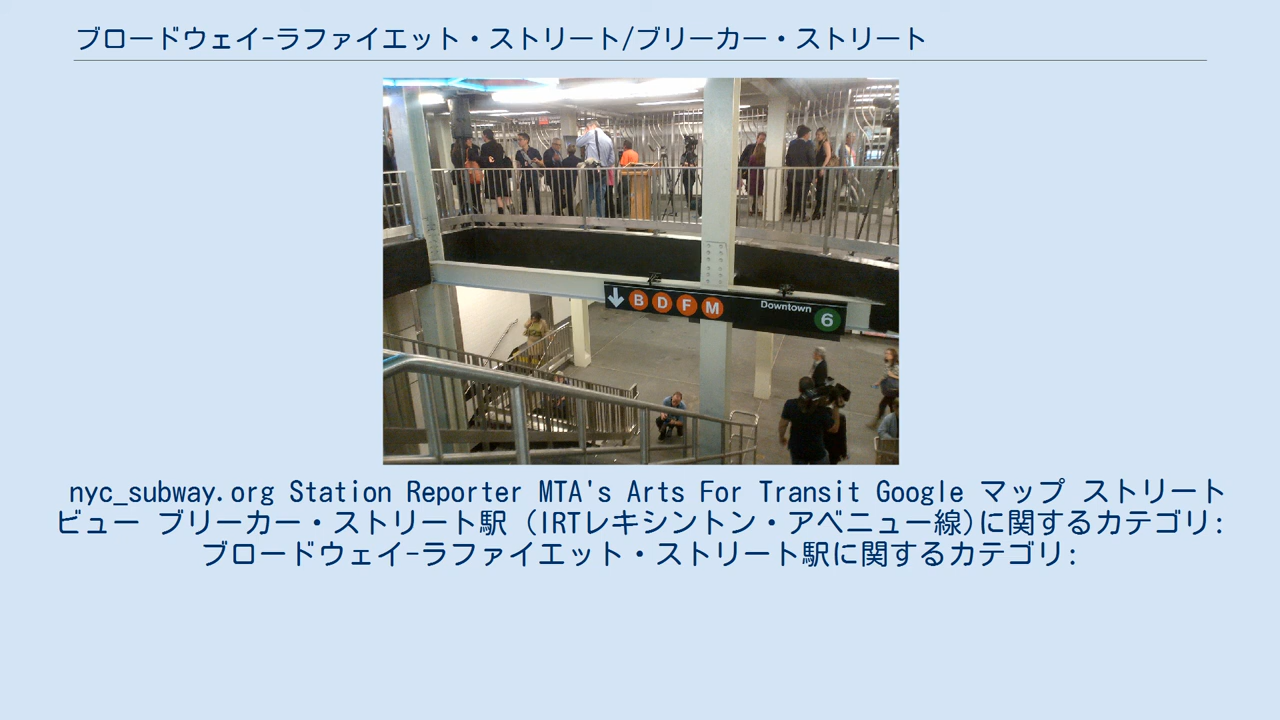 ブロードウェイ-ラファイエット・ストリート/ブリーカー・ストリート
↓ B D F M Downtown 6
nyc_subway.org Station Reporter MTA's Arts For Transit Google マップ ストリート
ビュー ブリーカー・ストリート駅 (IRTレキシントン・アベニュー線)に関するカテゴリ:
ブロードウェイ-ラファイエット・ストリート駅に関するカテゴリ: